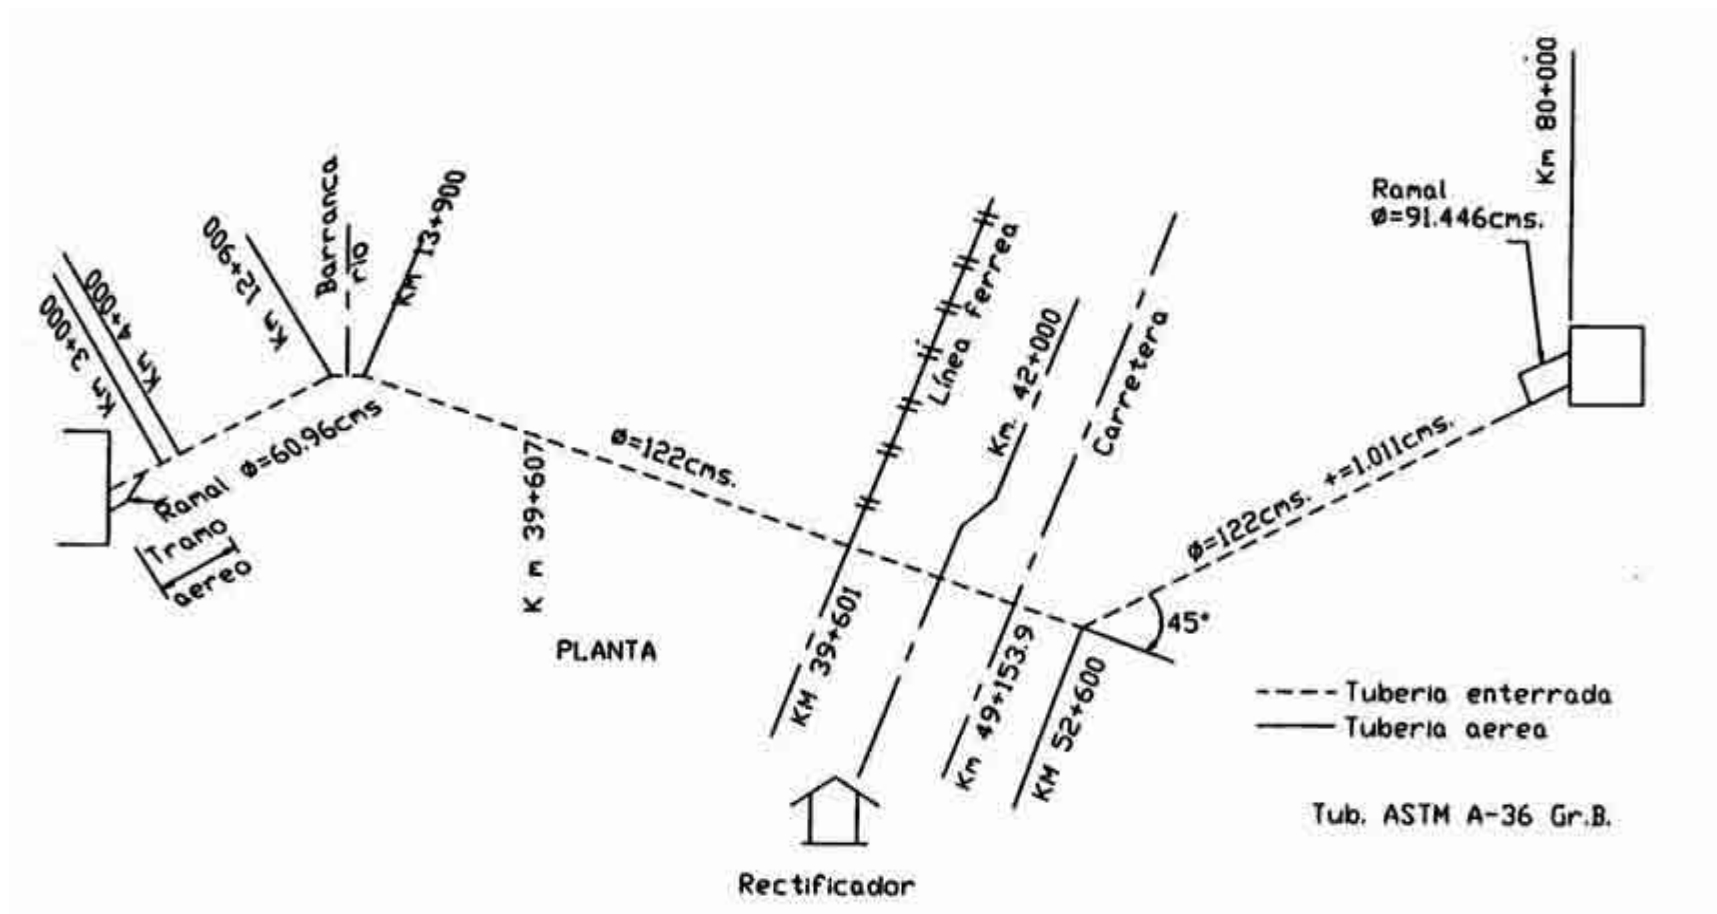 Km 3+000
Km 4+000
Km 12+900
Barranca
río
Km 13+900
Ramal ø=60.96cms
Tramo
aereo
K m 39+607
ø=122cms.
Línea ferrea
KM 39+601
Km. 42+000
Carretera
Km 49+153.9
KM 52+600
45°
ø=122cms. +=1.011cms.
Ramal
ø=91.446cms.
Km 80+000
PLANTA
Rectificador
Tuberia enterrada
Tuberia aerea
Tub. ASTM A-36 Gr.B.